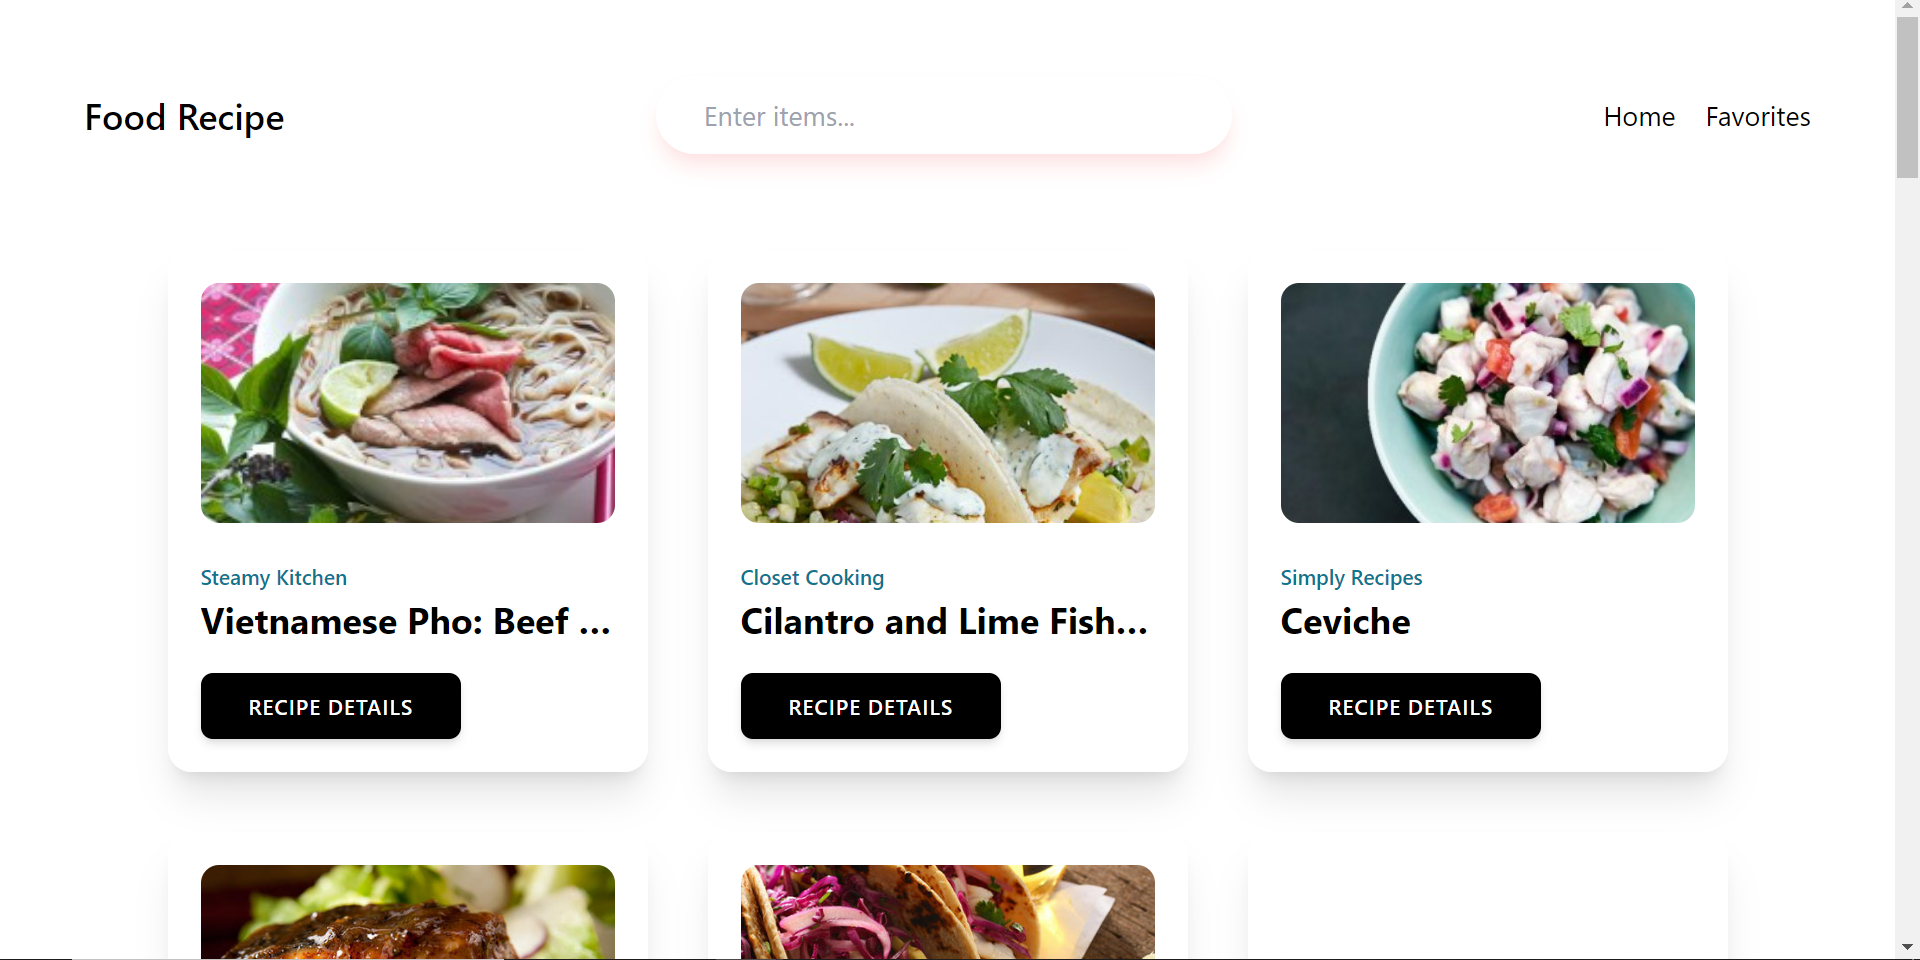 Food Recipe
Enter items...
Home Favorites
Steamy Kitchen
Vietnamese Pho: Beef ...
RECIPE DETAILS
Closet Cooking
Cilantro and Lime Fish...
RECIPE DETAILS
Simply Recipes
Ceviche
RECIPE DETAILS